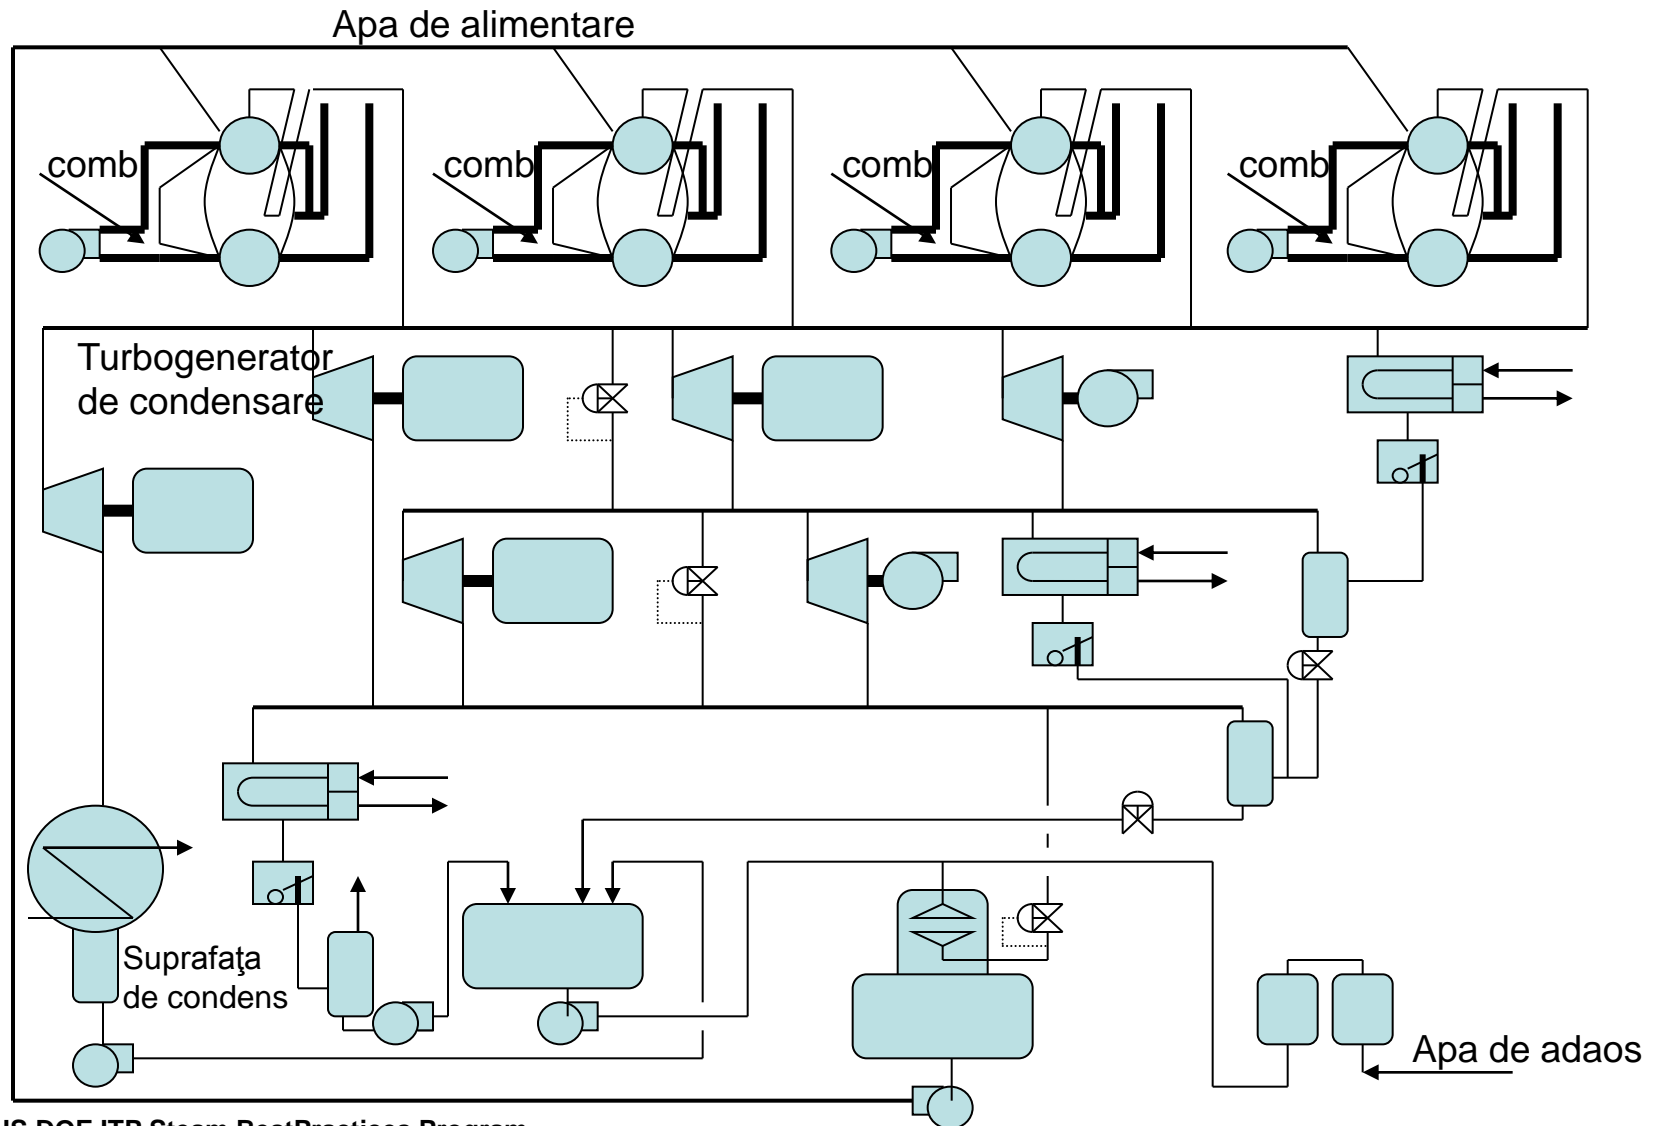 Apa de alimentare
comb
comb
comb
comb
Turbogenerator
de condensare
Suprafaţa
de condens
Apa de adaos
US DOE ITP Steam BestPractices Program